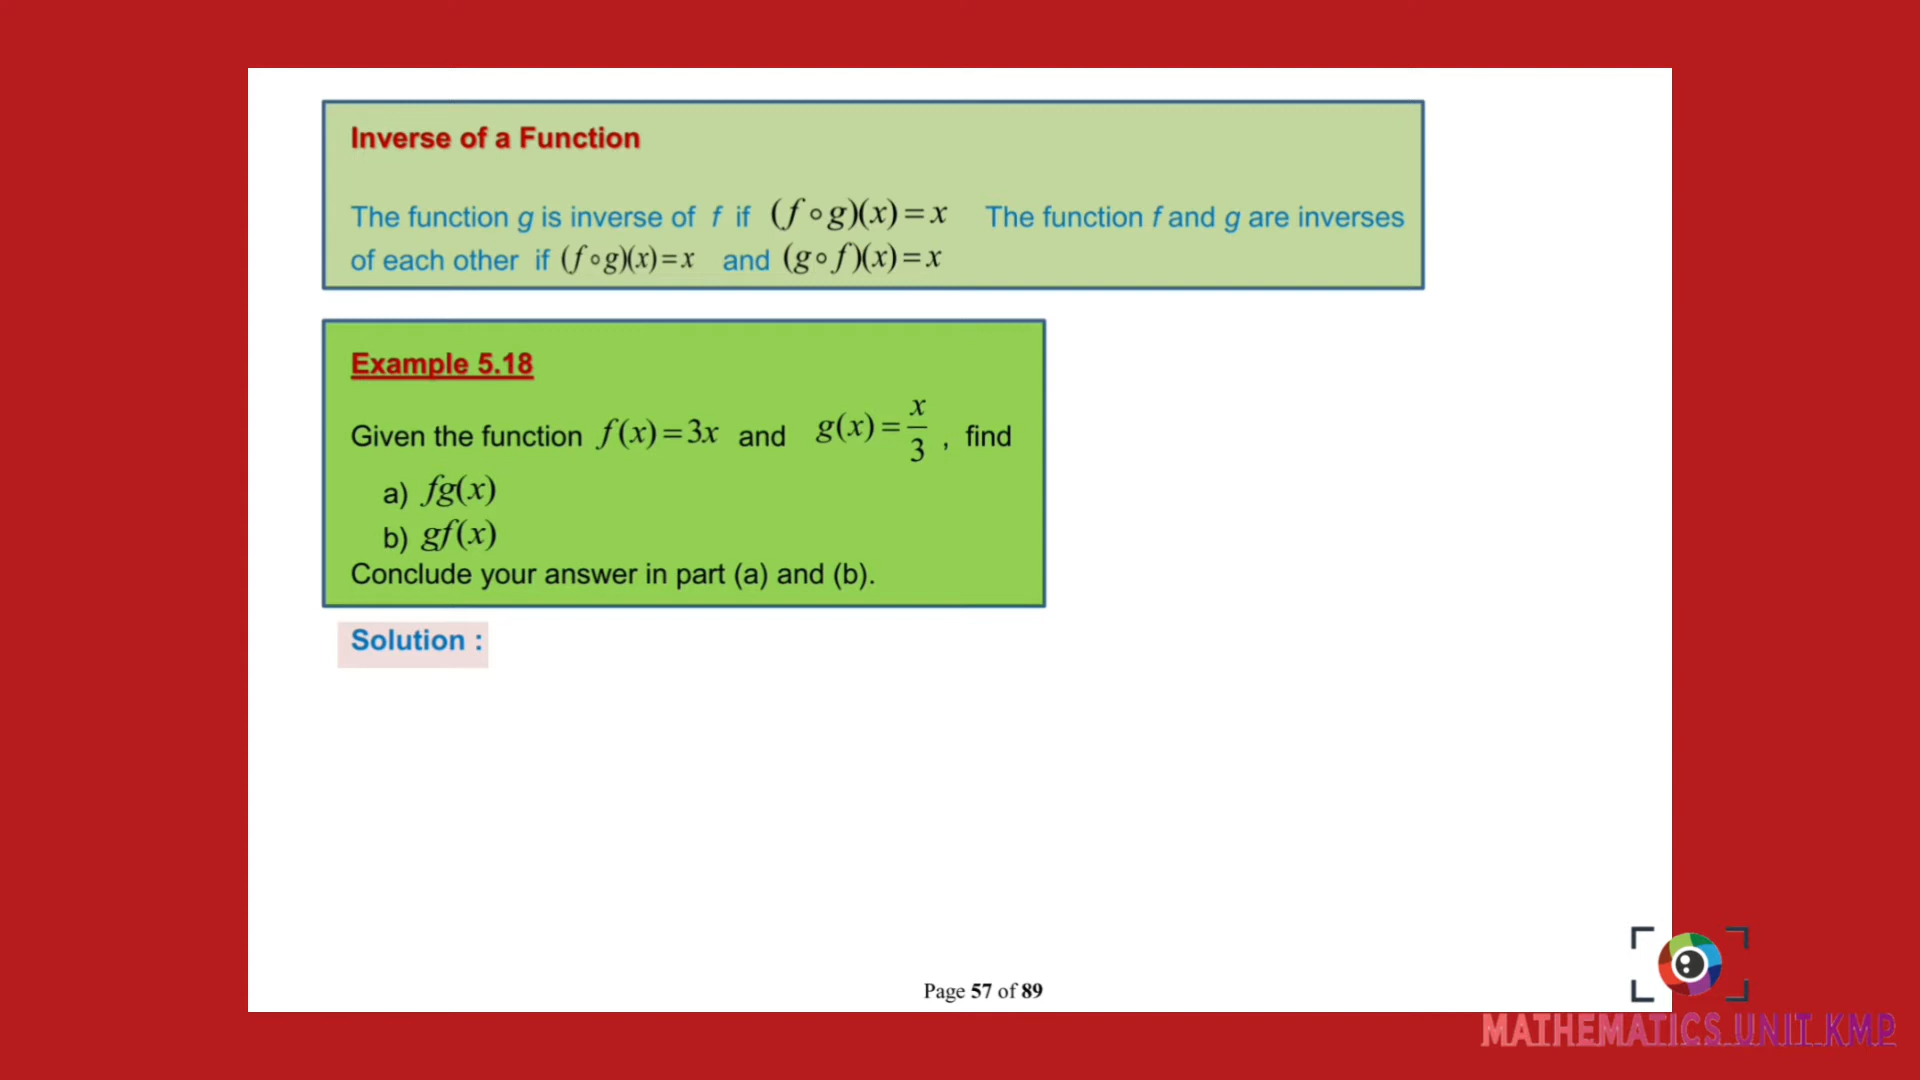 Inverse of a Function
The function g is inverse of f if (f∘g)(x)=x The function f and g are inverses
of each other if (f∘g)(x)=x and (g∘f)(x)=x
Example 5.18
Given the function f(x)=3x and g(x)=x/3 , find
a) fg(x)
b) gf(x)
Conclude your answer in part (a) and (b).
Solution :
Page 57 of 89
MATHEMATICS UNIT KMP